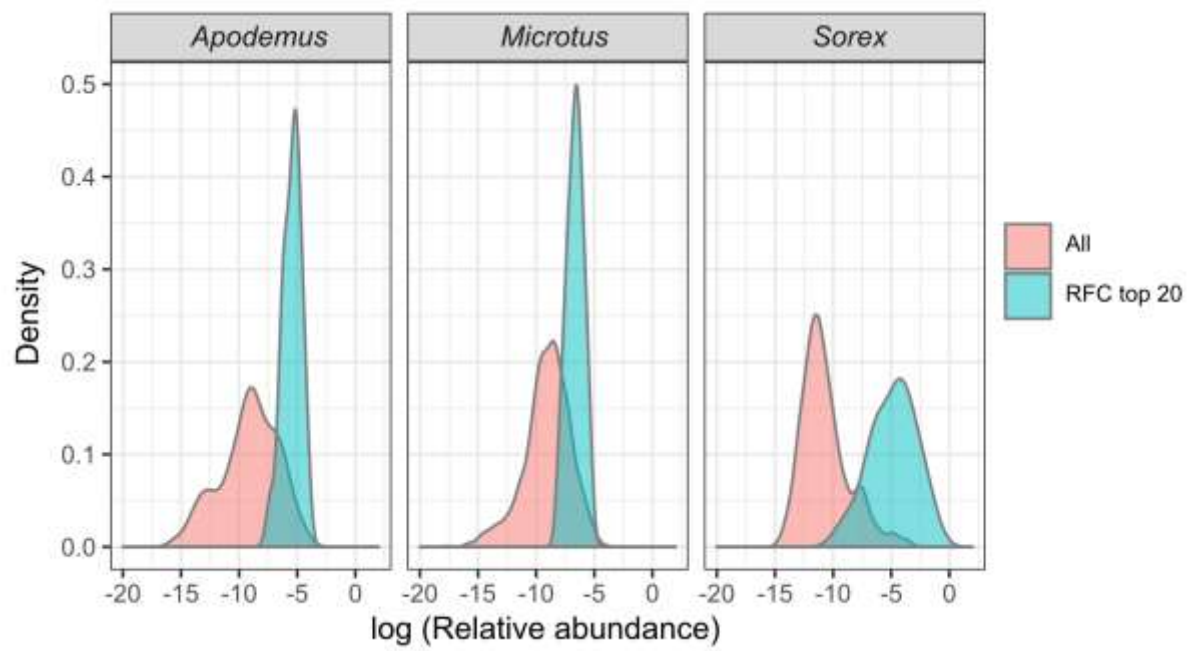 Apodemus Microtus Sorex
0.5
0.4
0.3
0.2
0.1
0.0
Density
All
RFC top 20
-20 -15 -10 -5 0 -20 -15 -10 -5 0 -20 -15 -10 -5 0
log (Relative abundance)